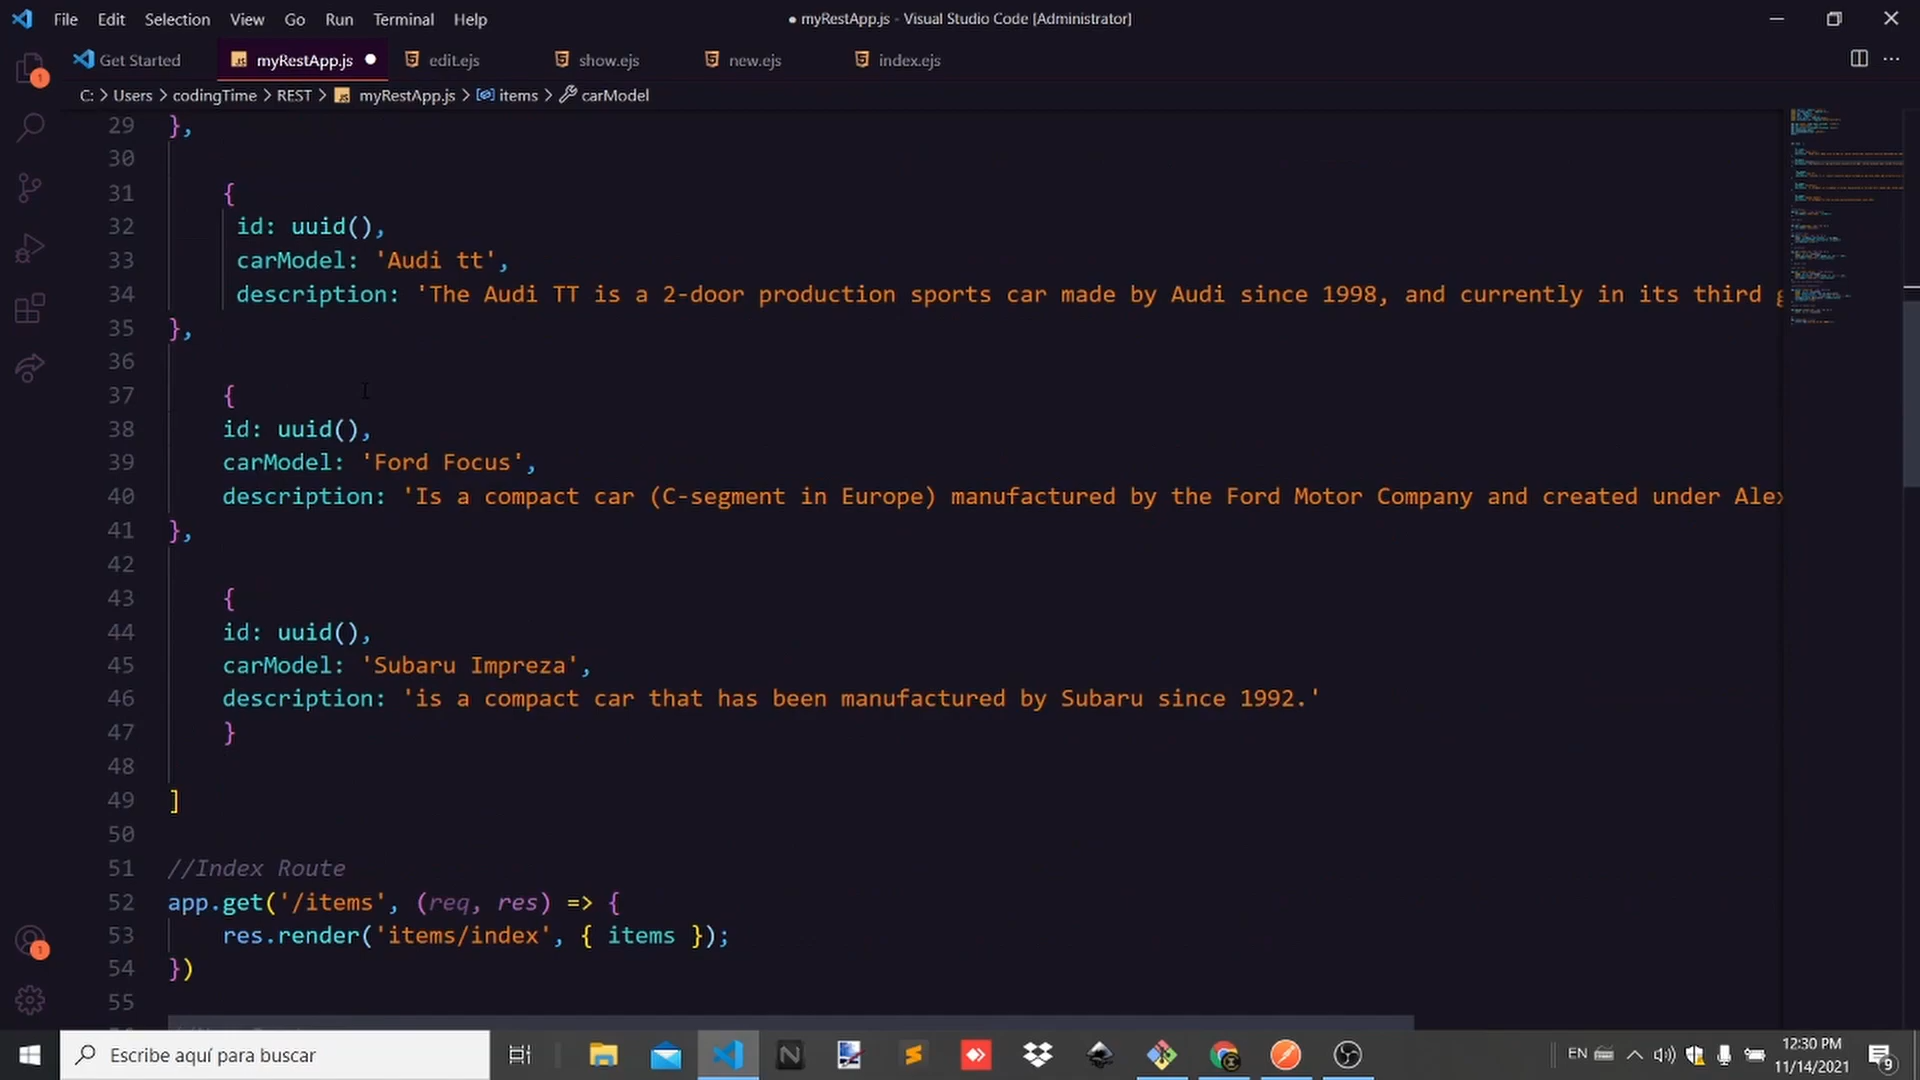 File Edit Selection View Go Run Terminal Help
● myRestApp.js - Visual Studio Code [Administrator]
Get Started
myRestApp.js
edit.ejs
show.ejs
new.ejs
index.ejs
C: > Users > codingTime > REST > myRestApp.js > items > carModel
29 },
30
31 {
32 id: uuid(),
33 carModel: 'Audi tt',
34 description: 'The Audi TT is a 2-door production sports car made by Audi since 1998, and currently in its third
35 },
36
37 {
38 id: uuid(),
39 carModel: 'Ford Focus',
40 description: 'Is a compact car (C-segment in Europe) manufactured by the Ford Motor Company and created under Alex
41 },
42
43 {
44 id: uuid(),
45 carModel: 'Subaru Impreza',
46 description: 'is a compact car that has been manufactured by Subaru since 1992.'
47 }
48
49 ]
50
51 //Index Route
52 app.get('/items', (req, res) => {
53 res.render('items/index', { items });
54 })
55
1
1
Escribe aquí para buscar
EN
12:30 PM
11/14/2021
9